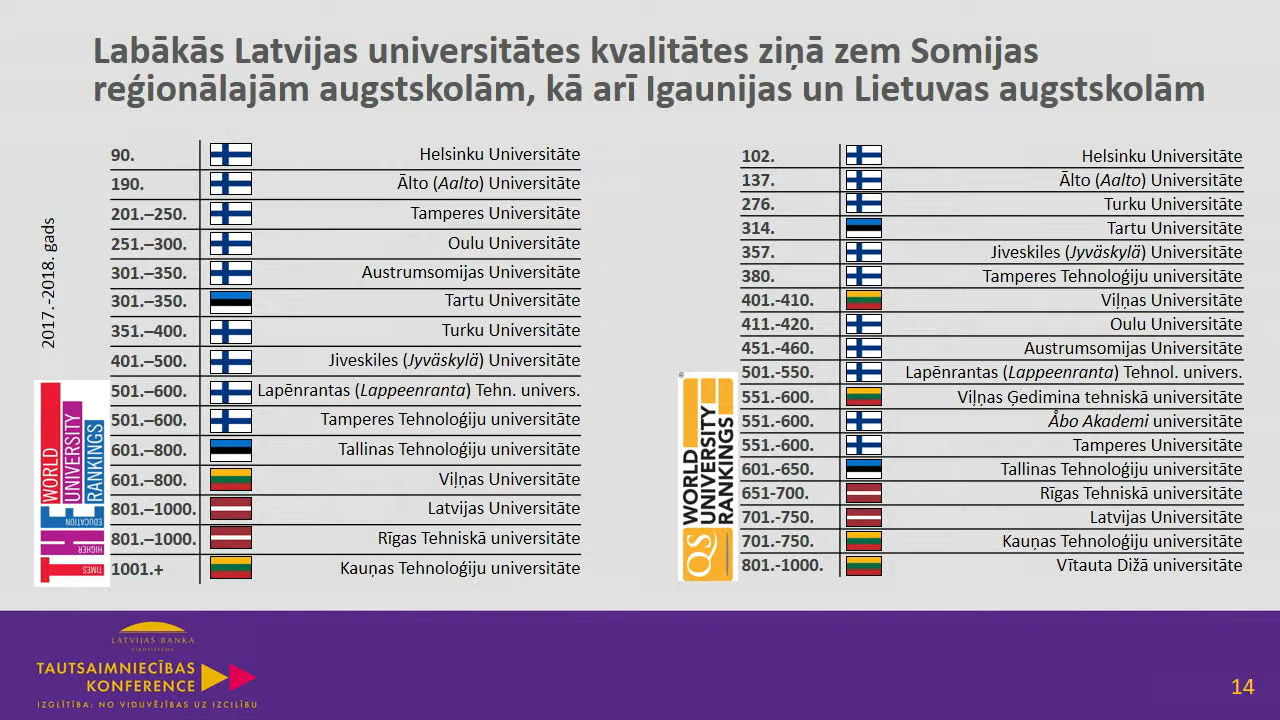 Labākās Latvijas universitātes kvalitātes ziņā zem Somijas
reģionālajām augstskolām, kā arī Igaunijas un Lietuvas augstskolām
2017.-2018. gads
90. Helsinku Universitāte
190. Ālto (Aalto) Universitāte
201.–250. Tamperes Universitāte
251.–300. Oulu Universitāte
301.–350. Austrumsomijas Universitāte
301.–350. Tartu Universitāte
351.–400. Turku Universitāte
401.–500. Jiveskiles (Jyväskylä) Universitāte
501.–600. Lapēnrantas (Lappeenranta) Tehn. univers.
501.–600. Tamperes Tehnoloģiju universitāte
601.–800. Tallinas Tehnoloģiju universitāte
601.–800. Viļņas Universitāte
801.–1000. Latvijas Universitāte
801.–1000. Rīgas Tehniskā universitāte
1001.+ Kauņas Tehnoloģiju universitāte
TIMES HIGHER EDUCATION
WORLD
UNIVERSITY
RANKINGS
102. Helsinku Universitāte
137. Ālto (Aalto) Universitāte
276. Turku Universitāte
314. Tartu Universitāte
357. Jiveskiles (Jyväskylä) Universitāte
380. Tamperes Tehnoloģiju universitāte
401.-410. Viļņas Universitāte
411.-420. Oulu Universitāte
451.-460. Austrumsomijas Universitāte
501.-550. Lapēnrantas (Lappeenranta) Tehnol. univers.
551.-600. Viļņas Ģedimina tehniskā universitāte
551.-600. Åbo Akademi universitāte
551.-600. Tamperes Universitāte
601.-650. Tallinas Tehnoloģiju universitāte
651-700. Rīgas Tehniskā universitāte
701.-750. Latvijas Universitāte
701.-750. Kauņas Tehnoloģiju universitāte
801.-1000. Vītauta Dižā universitāte
QS
WORLD
UNIVERSITY
RANKINGS
®
LATVIJAS BANKA
EIROSISTĒMA
TAUTSAIMNIECĪBAS
KONFERENCE
IZGLĪTĪBA: NO VIDUVĒJĪBAS UZ IZCILĪBU
14